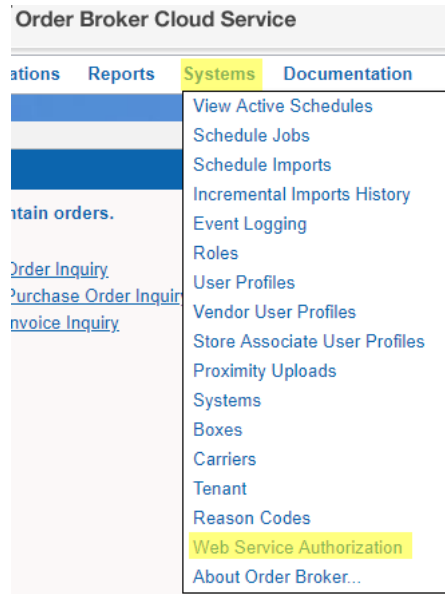 Order Broker Cloud Service
ations Reports Systems Documentation
View Active Schedules
Schedule Jobs
Schedule Imports
Incremental Imports History
ntain orders.
Event Logging
Roles
Order Inquiry
User Profiles
Purchase Order Inquiry
Vendor User Profiles
nvoice Inquiry
Store Associate User Profiles
Proximity Uploads
Systems
Boxes
Carriers
Tenant
Reason Codes
Web Service Authorization
About Order Broker...